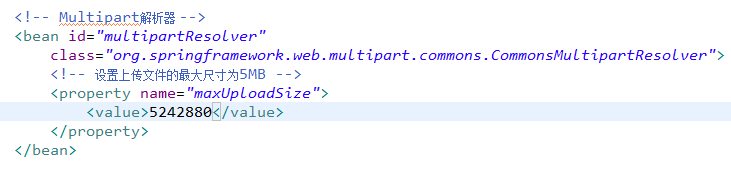 <!-- Multipart解析器 -->
<bean id="multipartResolver"
class="org.springframework.web.multipart.commons.CommonsMultipartResolver">
<!-- 设置上传文件的最大尺寸为5MB -->
<property name="maxUploadSize">
<value>5242880</value>
</property>
</bean>